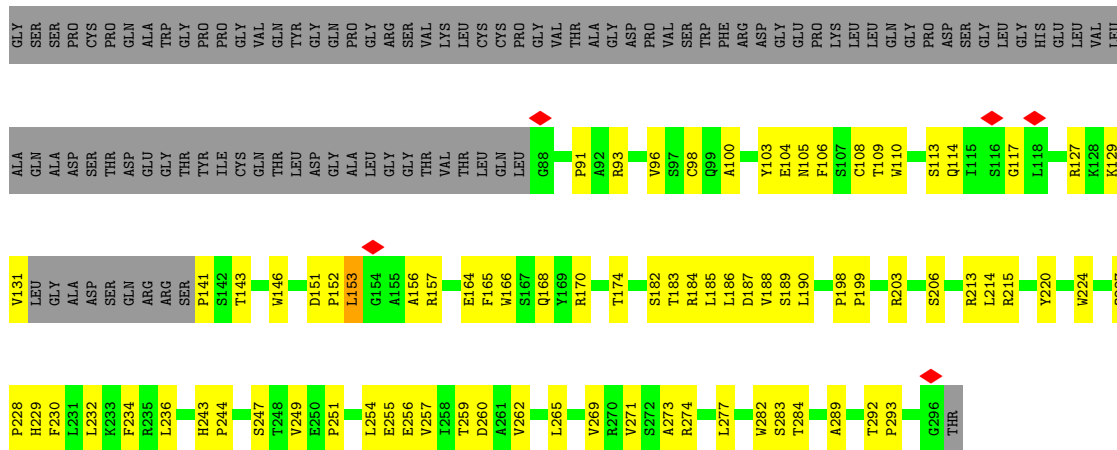 GLY SER SER PRO CYS PRO GLN ALA TRP GLY PRO PRO GLY VAL GLN TYR GLY GLN PRO GLY ARG SER VAL LYS LEU CYS CYS PRO GLY VAL THR ALA GLY ASP PRO VAL SER TRP PHE ARG ASP GLY GLU PRO LYS LEU LEU GLN GLY PRO ASP SER GLY LEU GLY HIS GLU LEU VAL LEU
ALA GLN ALA ASP SER THR ASP GLU GLY THR TYR ILE CYS GLN THR LEU ASP GLY ALA LEU GLY GLY THR VAL THR LEU GLN LEU G88 P91 A92 R93 V96 S97 C98 Q99 A100 Y103 E104 N105 F106 S107 C108 T109 W110 S113 Q114 I115 S116 G117 L118 R127 K128 K129
V131 LEU GLY ALA ASP SER GLN ARG ARG SER P141 S142 T143 W146 D151 P152 L153 G154 A155 A156 R157 E164 F165 W166 S167 Q168 Y169 R170 T174 S182 T183 R184 L185 L186 D187 V188 S189 L190 P198 P199 R203 S206 R213 L214 R215 Y220 W224
P228 H229 F230 L231 L232 K233 F234 R235 L236 H243 P244 S247 T248 V249 E250 P251 L254 E255 E256 V257 I258 T259 D260 A261 V262 L265 V269 R270 V271 S272 A273 R274 L277 W282 S283 T284 A289 T292 P293 G296 THR